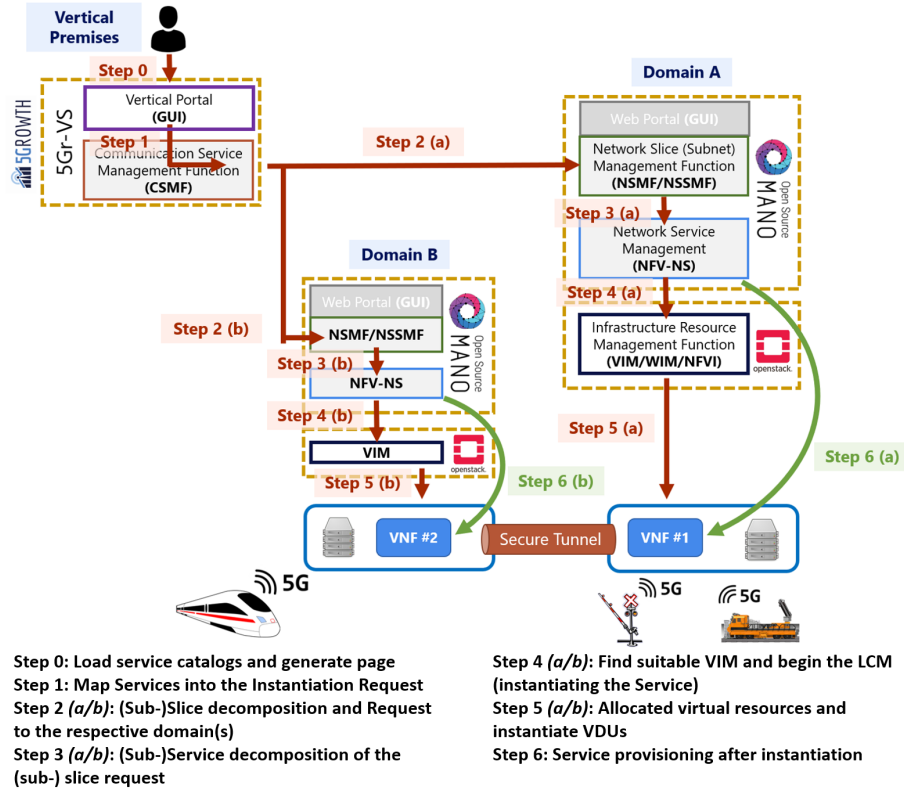 Vertical
Premises
Step 0
5GROWTH
5Gr-VS
Vertical Portal
(GUI)
Step 1
Communication Service
Management Function
(CSMF)
Step 2 (a)
Domain A
Web Portal (GUI)
Network Slice (Subnet)
Management Function
(NSMF/NSSMF)
Open Source
MANO
Step 3 (a)
Network Service
Management
(NFV-NS)
Step 4 (a)
Infrastructure Resource
Management Function
(VIM/WIM/NFVI)
openstack.
Step 5 (a)
Step 6 (a)
Domain B
Web Portal (GUI)
Step 2 (b)
NSMF/NSSMF
Open Source
MANO
Step 3 (b)
NFV-NS
Step 4 (b)
VIM
openstack.
Step 5 (b)
Step 6 (b)
VNF #2
Secure Tunnel
VNF #1
5G
5G
5G
Step 0: Load service catalogs and generate page
Step 1: Map Services into the Instantiation Request
Step 2 (a/b): (Sub-)Slice decomposition and Request
to the respective domain(s)
Step 3 (a/b): (Sub-)Service decomposition of the
(sub-) slice request
Step 4 (a/b): Find suitable VIM and begin the LCM
(instantiating the Service)
Step 5 (a/b): Allocated virtual resources and
instantiate VDUs
Step 6: Service provisioning after instantiation